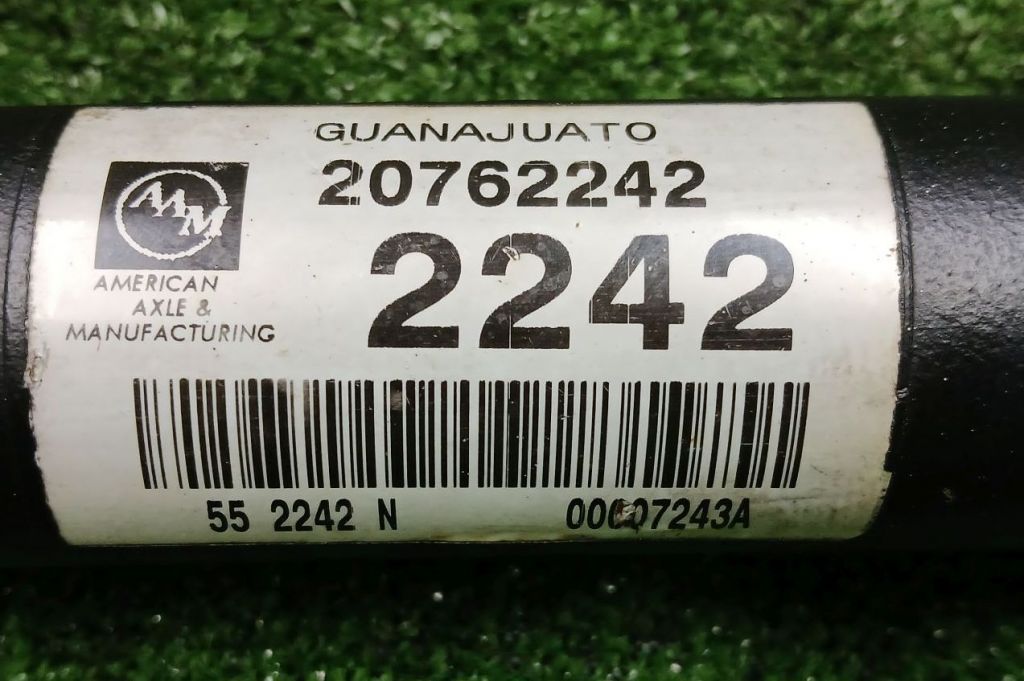 GUANAJUATO
20762242
2242
AAM
AMERICAN
AXLE &
MANUFACTURING
55 2242 N
00007243A